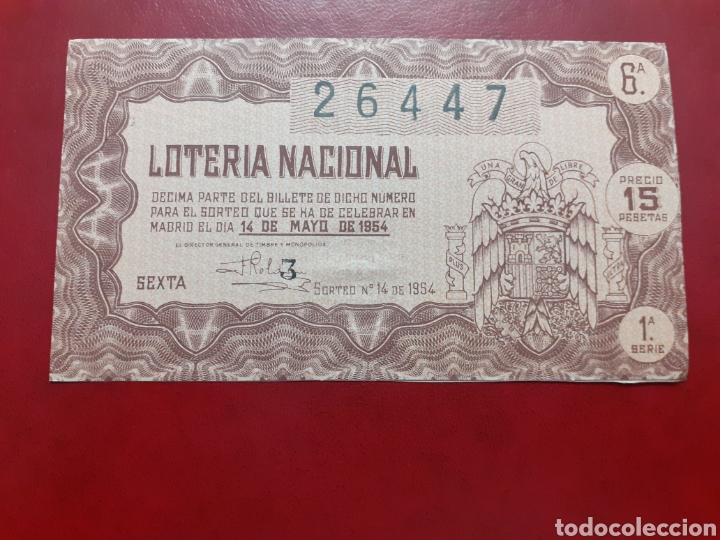 26447
6.ª
LOTERIA NACIONAL
UNA GRANDE LIBRE
PRECIO
15
PESETAS
DECIMA PARTE DEL BILLETE DE DICHO NUMERO
PARA EL SORTEO QUE SE HA DE CELEBRAR EN
MADRID EL DIA 14 DE MAYO DE 1954
EL DIRECTOR GENERAL DE TIMBRE Y MONOPOLIOS
PLUS
SEXTA
3
SORTEO Nº 14 DE 1954
1.ª
SERIE
todocoleccion